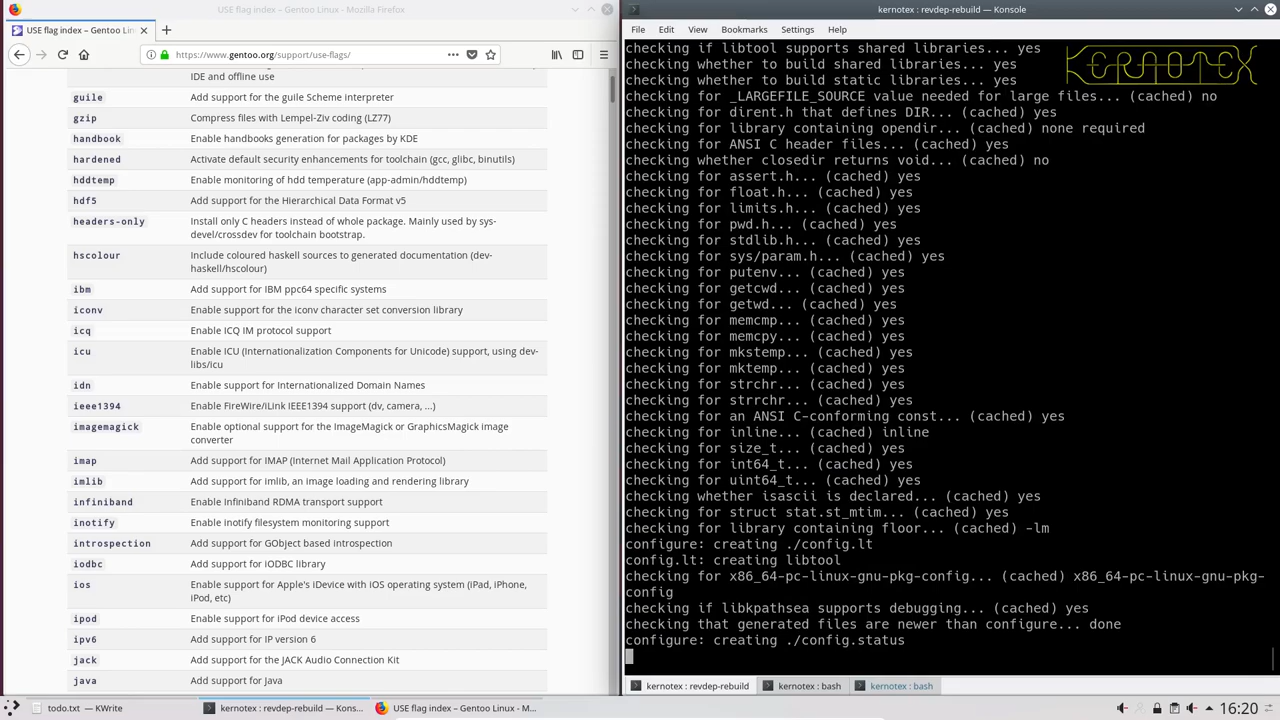 USE flag index — Gentoo Linux - Mozilla Firefox
USE flag index – Gentoo Lin
https://www.gentoo.org/support/use-flags/
IDE and offline use
guile Add support for the guile Scheme interpreter
gzip Compress files with Lempel-Ziv coding (LZ77)
handbook Enable handbooks generation for packages by KDE
hardened Activate default security enhancements for toolchain (gcc, glibc, binutils)
hddtemp Enable monitoring of hdd temperature (app-admin/hddtemp)
hdf5 Add support for the Hierarchical Data Format v5
headers-only Install only C headers instead of whole package. Mainly used by sys-
devel/crossdev for toolchain bootstrap.
hscolour Include coloured haskell sources to generated documentation (dev-
haskell/hscolour)
ibm Add support for IBM ppc64 specific systems
iconv Enable support for the iconv character set conversion library
icq Enable ICQ IM protocol support
icu Enable ICU (Internationalization Components for Unicode) support, using dev-
libs/icu
idn Enable support for Internationalized Domain Names
ieee1394 Enable FireWire/iLink IEEE1394 support (dv, camera, ...)
imagemagick Enable optional support for the ImageMagick or GraphicsMagick image
converter
imap Add support for IMAP (Internet Mail Application Protocol)
imlib Add support for imlib, an image loading and rendering library
infiniband Enable Infiniband RDMA transport support
inotify Enable inotify filesystem monitoring support
introspection Add support for GObject based introspection
iodbc Add support for iODBC library
ios Enable support for Apple's iDevice with iOS operating system (iPad, iPhone,
iPod, etc)
ipod Enable support for iPod device access
ipv6 Add support for IP version 6
jack Add support for the JACK Audio Connection Kit
java Add support for Java
kernotex : revdep-rebuild — Konsole
File Edit View Bookmarks Settings Help
KERNOTEX
checking if libtool supports shared libraries... yes
checking whether to build shared libraries... yes
checking whether to build static libraries... yes
checking for _LARGEFILE_SOURCE value needed for large files... (cached) no
checking for dirent.h that defines DIR... (cached) yes
checking for library containing opendir... (cached) none required
checking for ANSI C header files... (cached) yes
checking whether closedir returns void... (cached) no
checking for assert.h... (cached) yes
checking for float.h... (cached) yes
checking for limits.h... (cached) yes
checking for pwd.h... (cached) yes
checking for stdlib.h... (cached) yes
checking for sys/param.h... (cached) yes
checking for putenv... (cached) yes
checking for getcwd... (cached) yes
checking for getwd... (cached) yes
checking for memcmp... (cached) yes
checking for memcpy... (cached) yes
checking for mkstemp... (cached) yes
checking for mktemp... (cached) yes
checking for strchr... (cached) yes
checking for strrchr... (cached) yes
checking for an ANSI C-conforming const... (cached) yes
checking for inline... (cached) inline
checking for size_t... (cached) yes
checking for int64_t... (cached) yes
checking for uint64_t... (cached) yes
checking whether isascii is declared... (cached) yes
checking for struct stat.st_mtim... (cached) yes
checking for library containing floor... (cached) -lm
configure: creating ./config.lt
config.lt: creating libtool
checking for x86_64-pc-linux-gnu-pkg-config... (cached) x86_64-pc-linux-gnu-pkg-
config
checking if libkpathsea supports debugging... (cached) yes
checking that generated files are newer than configure... done
configure: creating ./config.status
kernotex : revdep-rebuild kernotex : bash kernotex : bash
todo.txt — KWrite kernotex : revdep-rebuild — Kons... USE flag index – Gentoo Linux - M... 16:20